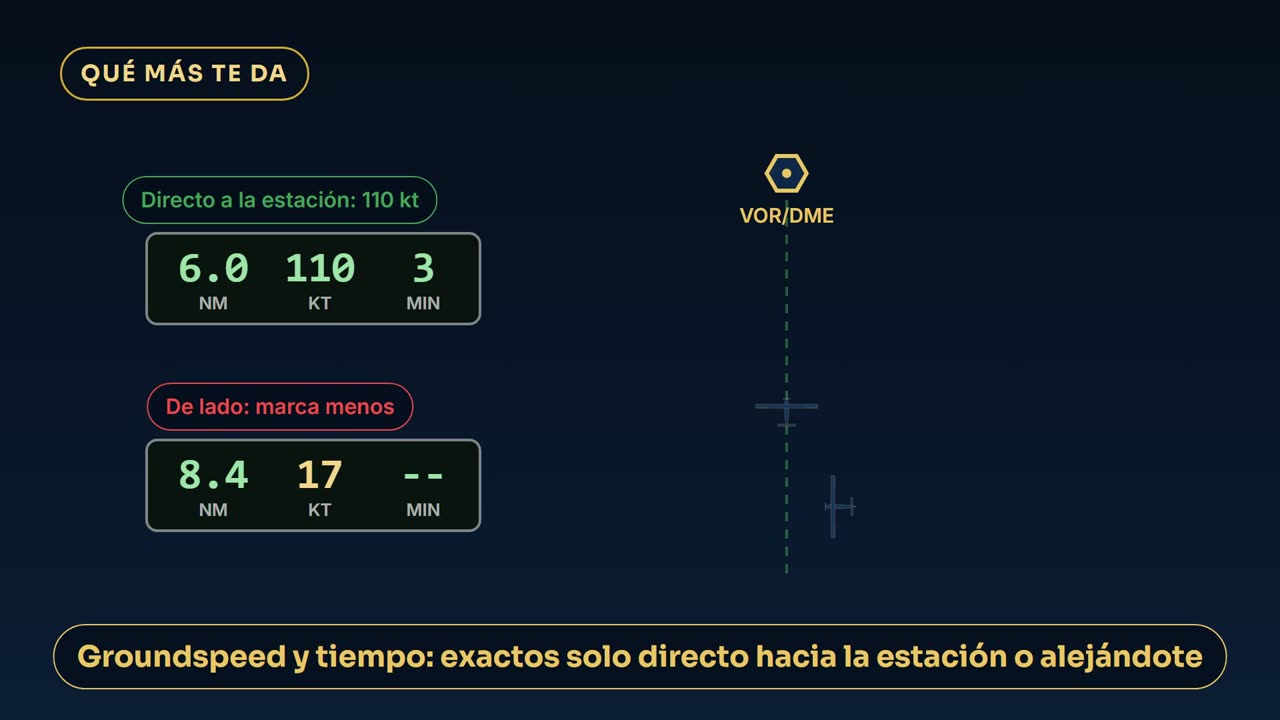 QUÉ MÁS TE DA
Directo a la estación: 110 kt
6.0 110 3
NM KT MIN
De lado: marca menos
8.4 17 --
NM KT MIN
VOR/DME
Groundspeed y tiempo: exactos solo directo hacia la estación o alejándote